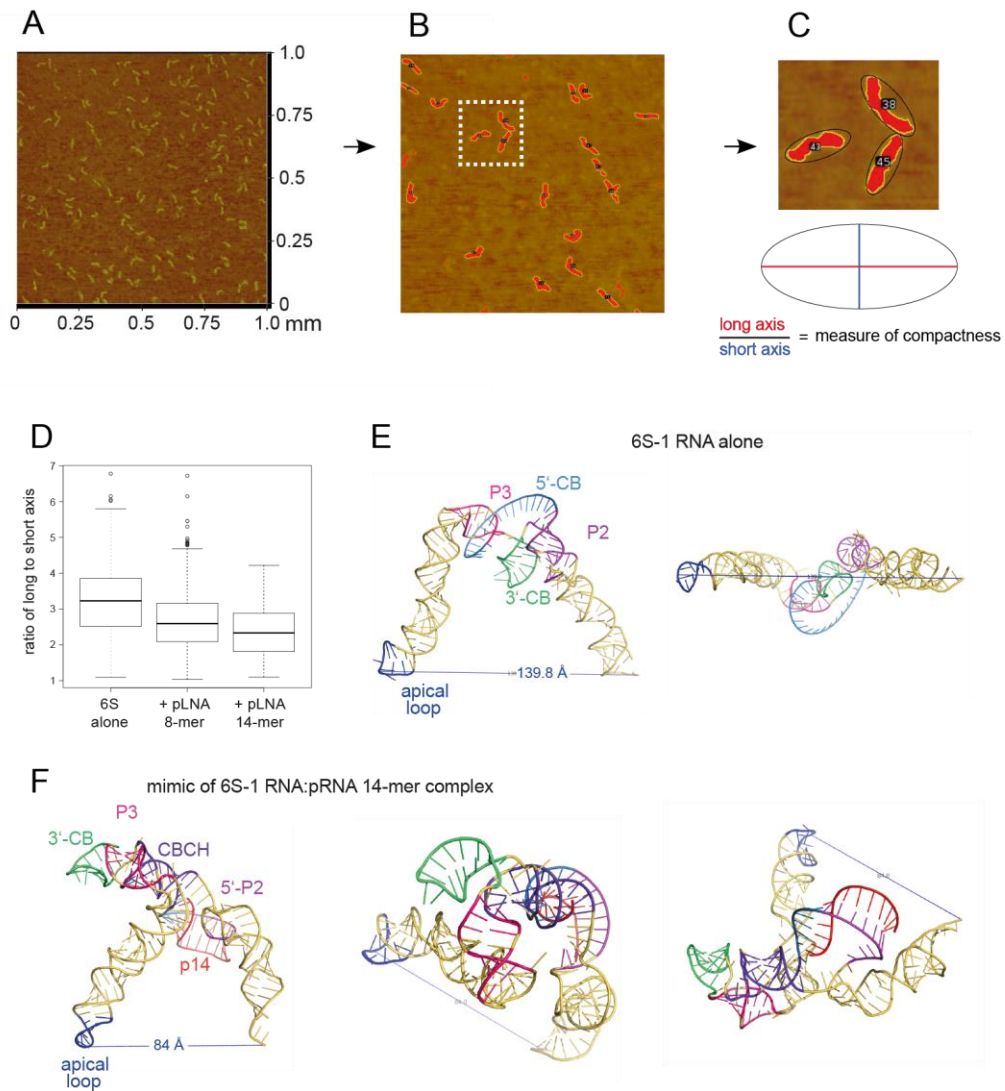 A
1.0
0.75
0.5
0.25
0
0 0.25 0.50 0.75 1.0 mm
B
C
38
43
45
long axis
short axis
= measure of compactness
D
ratio of long to short axis
7
6
5
4
3
2
1
6S
alone
+ pLNA
8-mer
+ pLNA
14-mer
E
6S-1 RNA alone
P3
5'-CB
P2
3'-CB
139.8 Å
apical
loop
F
mimic of 6S-1 RNA:pRNA 14-mer complex
P3
3'-CB
CBCH
5'-P2
p14
84 Å
apical
loop